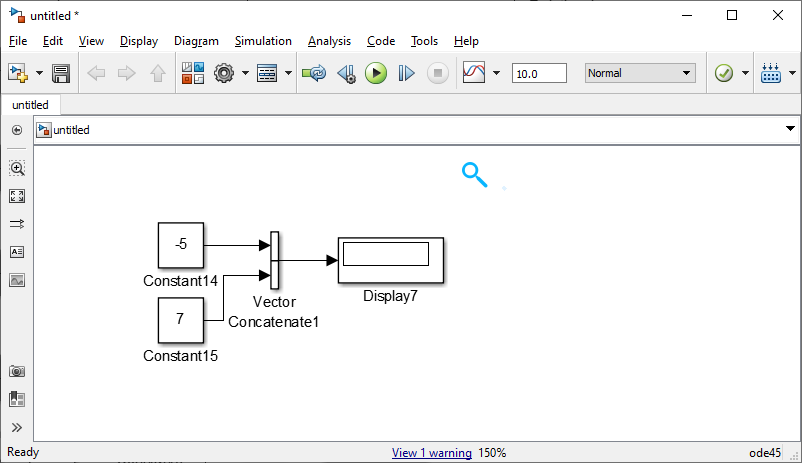 untitled *
File Edit View Display Diagram Simulation Analysis Code Tools Help
10.0 Normal
untitled
untitled
-5
Constant14
7
Constant15
Vector
Concatenate1
Display7
Ready View 1 warning 150% ode45